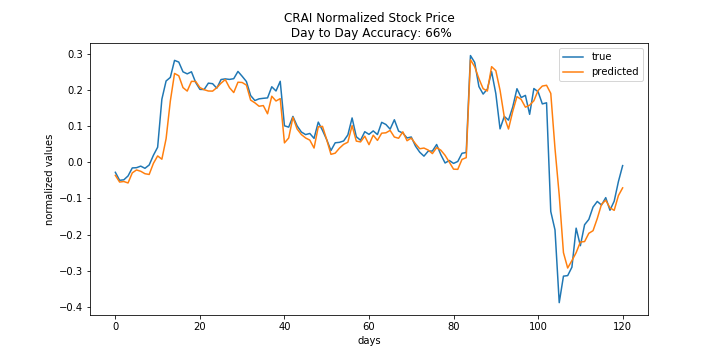 CRAI Normalized Stock Price
Day to Day Accuracy: 66%
true
predicted
normalized values
0.3
0.2
0.1
0.0
−0.1
−0.2
−0.3
−0.4
0 20 40 60 80 100 120
days